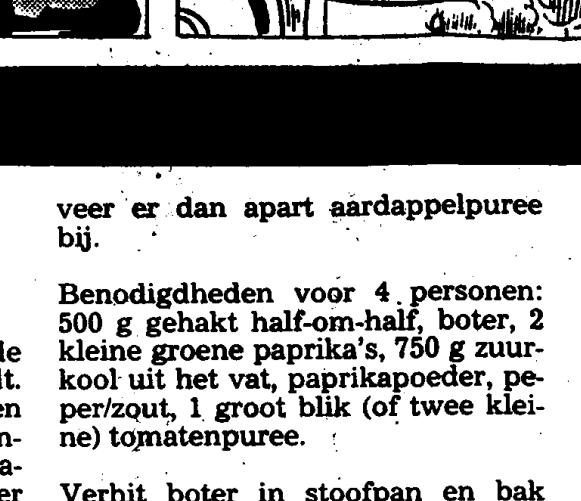 veer er dan apart aardappelpuree
bij.
Benodigdheden voor 4 personen:
500 g gehakt half-om-half, boter, 2
kleine groene paprika's, 750 g zuur-
kool uit het vat, paprikapoeder, pe-
per/zout, 1 groot blik (of twee klei-
ne) tomatenpuree.
Verhit boter in stoofpan en bak